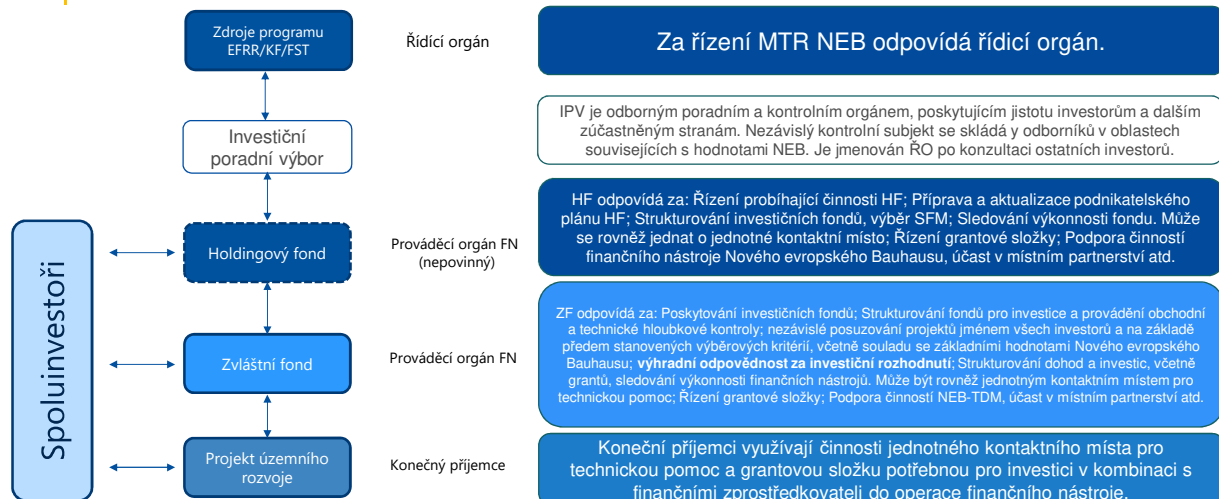 Zdroje programu
EFRR/KF/FST
Řídící orgán
Za řízení MTR NEB odpovídá řídicí orgán.
Investiční
poradní výbor
IPV je odborným poradním a kontrolním orgánem, poskytujícím jistotu investorům a dalším
zúčastněným stranám. Nezávislý kontrolní subjekt se skládá y odborníků v oblastech
souvisejících s hodnotami NEB. Je jmenován ŘO po konzultaci ostatních investorů.
Spoluinvestoři
Holdingový fond
Prováděcí orgán FN
(nepovinný)
HF odpovídá za: Řízení probíhající činnosti HF; Příprava a aktualizace podnikatelského
plánu HF; Strukturování investičních fondů, výběr SFM; Sledování výkonnosti fondu. Může
se rovněž jednat o jednotné kontaktní místo; Řízení grantové složky; Podpora činností
finančního nástroje Nového evropského Bauhausu, účast v místním partnerství atd.
Zvláštní fond
Prováděcí orgán FN
ZF odpovídá za: Poskytování investičních fondů; Strukturování fondů pro investice a provádění obchodní
a technické hloubkové kontroly; nezávislé posuzování projektů jménem všech investorů a na základě
předem stanovených výběrových kritérií, včetně souladu se základními hodnotami Nového evropského
Bauhausu; výhradní odpovědnost za investiční rozhodnutí; Strukturování dohod a investic, včetně
grantů, sledování výkonnosti finančních nástrojů. Může být rovněž jednotným kontaktním místem pro
technickou pomoc; Řízení grantové složky; Podpora činností NEB-TDM, účast v místním partnerství atd.
Projekt územního
rozvoje
Konečný příjemce
Koneční příjemci využívají činnosti jednotného kontaktního místa pro
technickou pomoc a grantovou složku potřebnou pro investici v kombinaci s
finančními zprostředkovateli do operace finančního nástroje.